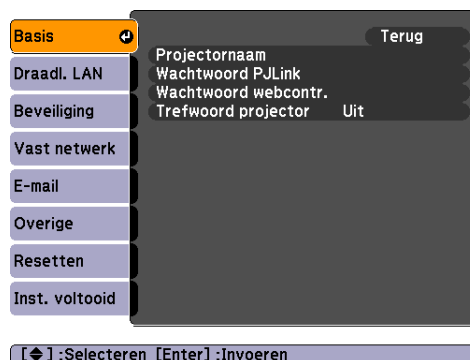 Basis
Draadl. LAN
Beveiliging
Vast netwerk
E-mail
Overige
Resetten
Inst. voltooid
Terug
Projectornaam
Wachtwoord PJLink
Wachtwoord webcontr.
Trefwoord projector Uit
[◆] :Selecteren [Enter] :Invoeren